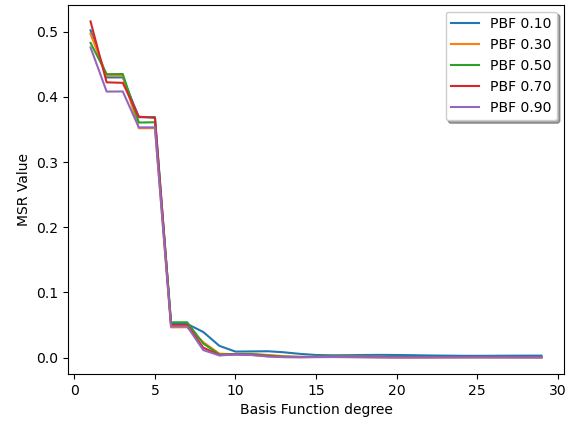 PBF 0.10
PBF 0.30
PBF 0.50
PBF 0.70
PBF 0.90
MSR Value
0.5
0.4
0.3
0.2
0.1
0.0
0 5 10 15 20 25 30
Basis Function degree